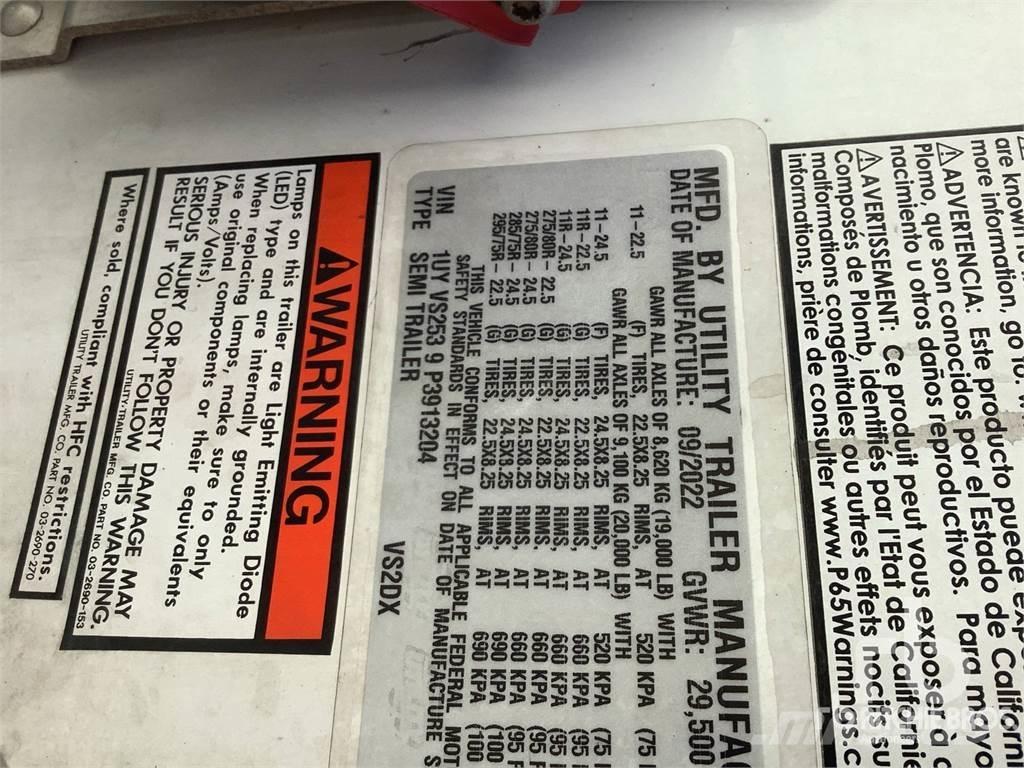 are known to
more information, go to: w
⚠ADVERTENCIA: Este producto puede exp
Plomo, que son conocidos por el Estado de Californi
nacimiento u otros daños reproductivos. Para mayo
⚠AVERTISSEMENT: Ce produit peut vous exposer à d
Composés de Plomb, identifiés par l'Etat de Californie
malformations congénitales ou autres effets nocifs su
informations, prière de consulter www.P65Warnings.c
MFD. BY UTILITY TRAILER MANUFAC
DATE OF MANUFACTURE: 09/2022 GVWR: 29,500
GAWR ALL AXLES OF 8,620 KG (19,000 LB) WITH
11-22.5 (F) TIRES, 22.5X8.25 RIMS, AT 520 KPA (75
GAWR ALL AXLES OF 9,100 KG (20,000 LB) WITH
11-24.5 (F) TIRES, 24.5X8.25 RIMS, AT 520 KPA (75
11R-22.5 (G) TIRES, 22.5X8.25 RIMS, AT 660 KPA (95
11R-24.5 (G) TIRES, 24.5X8.25 RIMS, AT 660 KPA (95
275/80R-22.5 (G) TIRES, 22.5X8.25 RIMS, AT 660 KPA (95
275/80R-24.5 (G) TIRES, 24.5X8.25 RIMS, AT 660 KPA (95
285/75R-24.5 (G) TIRES, 24.5X8.25 RIMS, AT 690 KPA (100
295/75R-22.5 (G) TIRES, 22.5X8.25 RIMS, AT 690 KPA (100
THIS VEHICLE CONFORMS TO ALL APPLICABLE FEDERAL MOT
SAFETY STANDARDS IN EFFECT ON DATE OF MANUFACTURE S
VIN 1UY VS253 9 P3913204 VS2DX
TYPE SEMI TRAILER
⚠WARNING
Lamps on this trailer are Light Emitting Diode
(LED) type and are internally grounded.
When replacing lamps, make sure to only
use original components or their equivalents
(Amps/Volts).
SERIOUS INJURY OR PROPERTY DAMAGE MAY
RESULT IF YOU DON'T FOLLOW THIS WARNING.
UTILITY TRAILER MFG. CO. PART NO. 03-2690-153
Where sold, compliant with HFC restrictions.
UTILITY TRAILER MFG. CO. PART NO. 03-2690-270